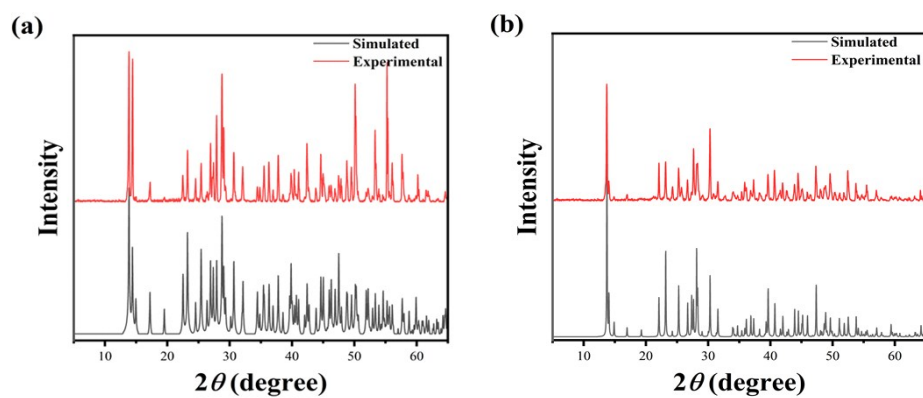 (a)
Simulated
Experimental
Intensity
10 20 30 40 50 60
2θ (degree)
(b)
Simulated
Experimental
Intensity
10 20 30 40 50 60
2θ (degree)